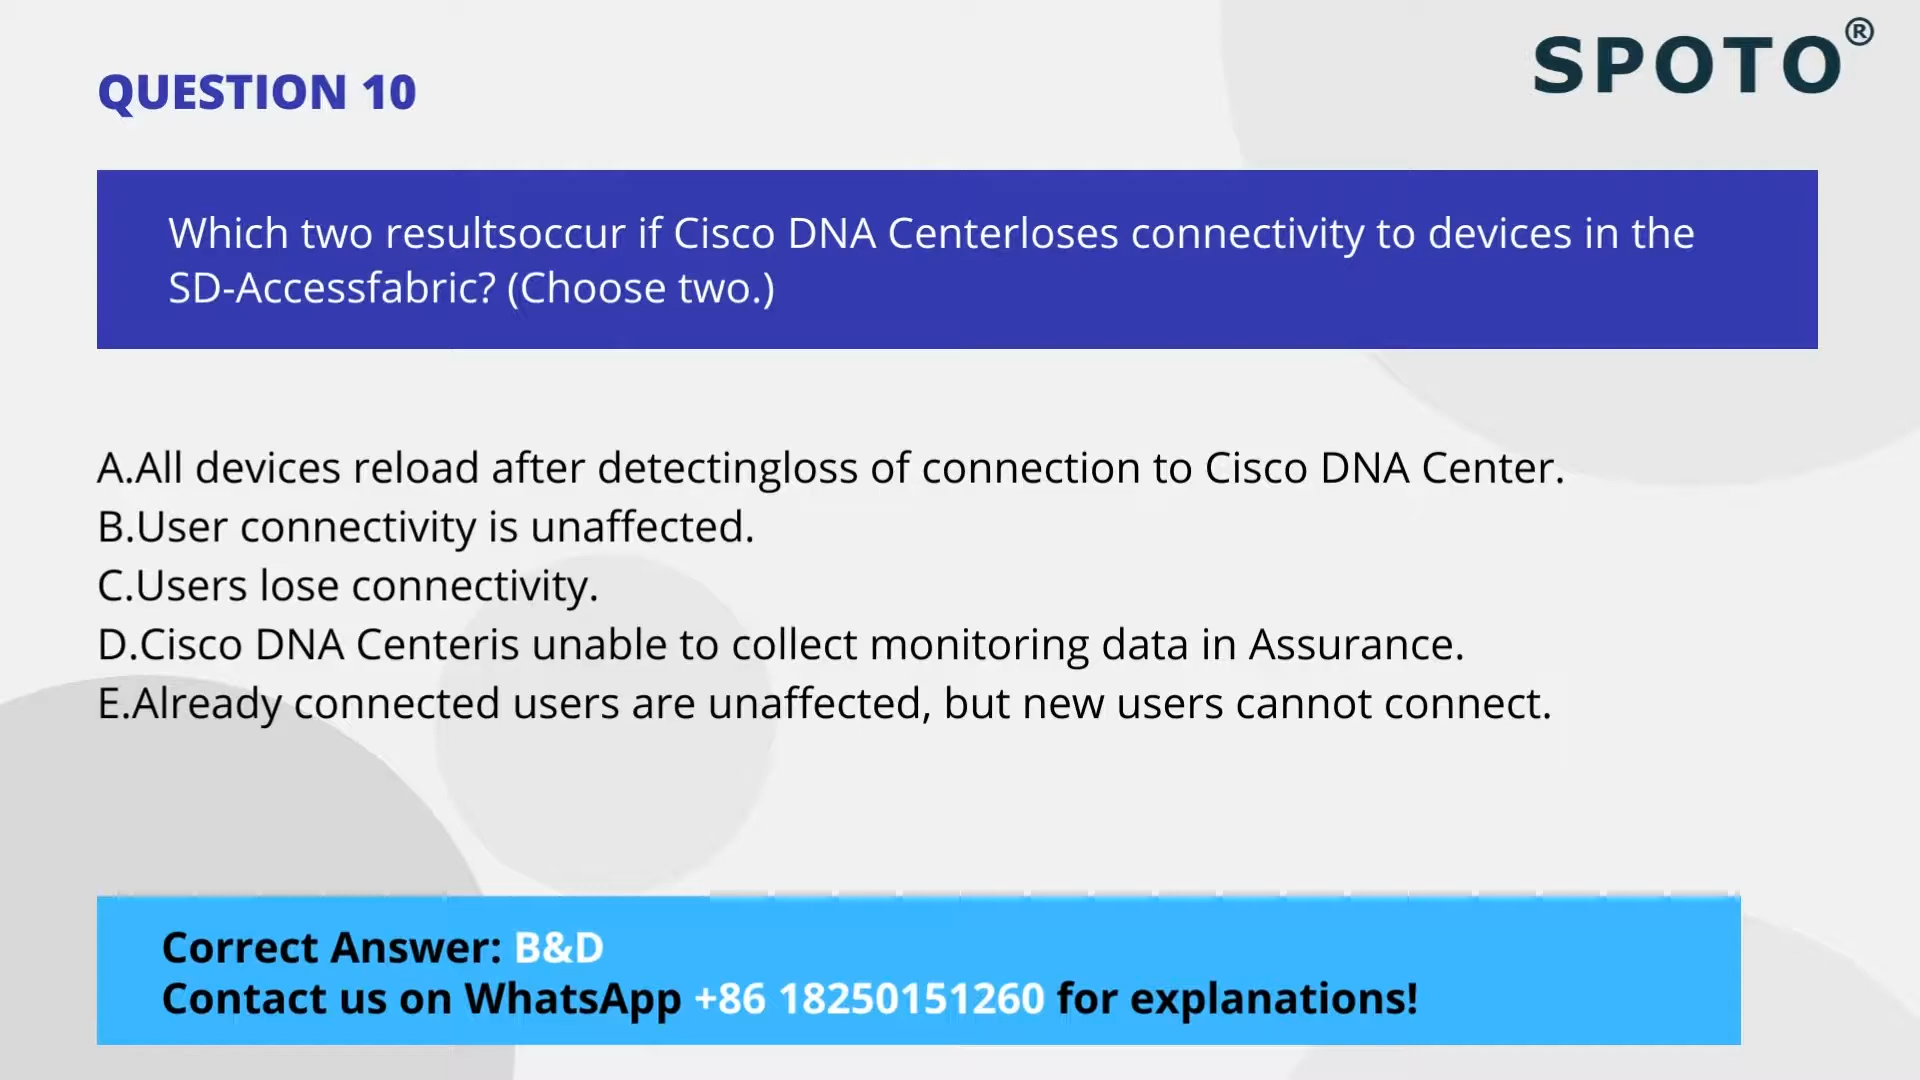 SPOTO®
QUESTION 10
Which two resultsoccur if Cisco DNA Centerloses connectivity to devices in the
SD-Accessfabric? (Choose two.)
A.All devices reload after detectingloss of connection to Cisco DNA Center.
B.User connectivity is unaffected.
C.Users lose connectivity.
D.Cisco DNA Centeris unable to collect monitoring data in Assurance.
E.Already connected users are unaffected, but new users cannot connect.
Correct Answer: B&D
Contact us on WhatsApp +86 18250151260 for explanations!